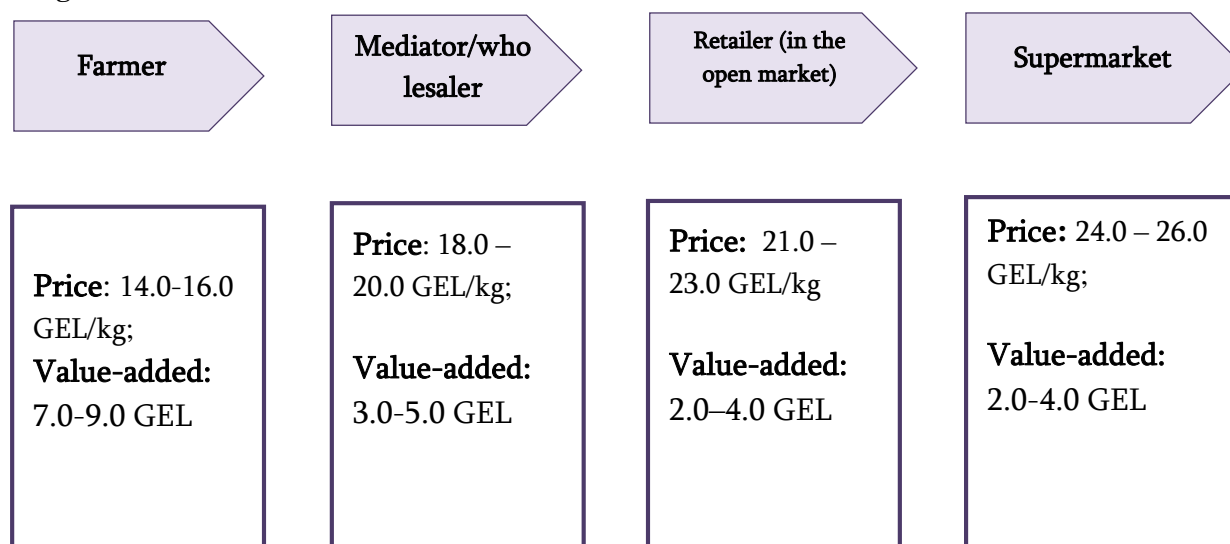 Farmer
Mediator/who
lesaler
Retailer (in the
open market)
Supermarket
Price: 14.0-16.0
GEL/kg;
Value-added:
7.0-9.0 GEL
Price: 18.0 –
20.0 GEL/kg;
Value-added:
3.0-5.0 GEL
Price: 21.0 –
23.0 GEL/kg
Value-added:
2.0–4.0 GEL
Price: 24.0 – 26.0
GEL/kg;
Value-added:
2.0-4.0 GEL